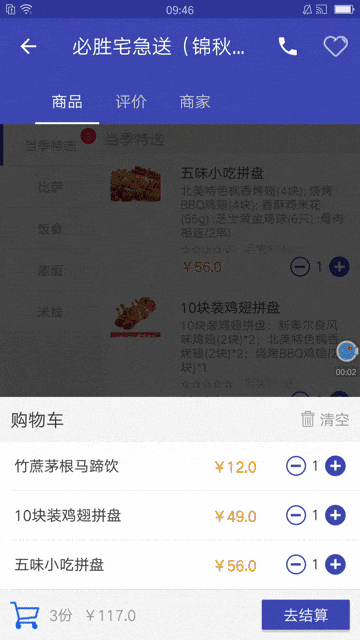 09:46
必胜宅急送（锦秋...
商品
评价
商家
当季特选
当季特选
比萨
饭食
米线
五味小吃拼盘
北美特色枫香烤翅(4块); 烧烤
BBQ鸡翅(4块); 香酥鸡米花
(55g) ;芝士黄金鸡球(6只) ;骨肉
相连(2串)
￥56.0
1
10块装鸡翅拼盘
10块装鸡翅拼盘：新奥尔良风
味鸡翅(2块)*2；北美特色枫香
烤翅(2块)*2；烧烤BBQ鸡翅(2
块)*1
00:02
购物车
清空
竹蔗茅根马蹄饮
￥12.0
1
10块装鸡翅拼盘
￥49.0
1
五味小吃拼盘
￥56.0
1
3份
￥117.0
去结算